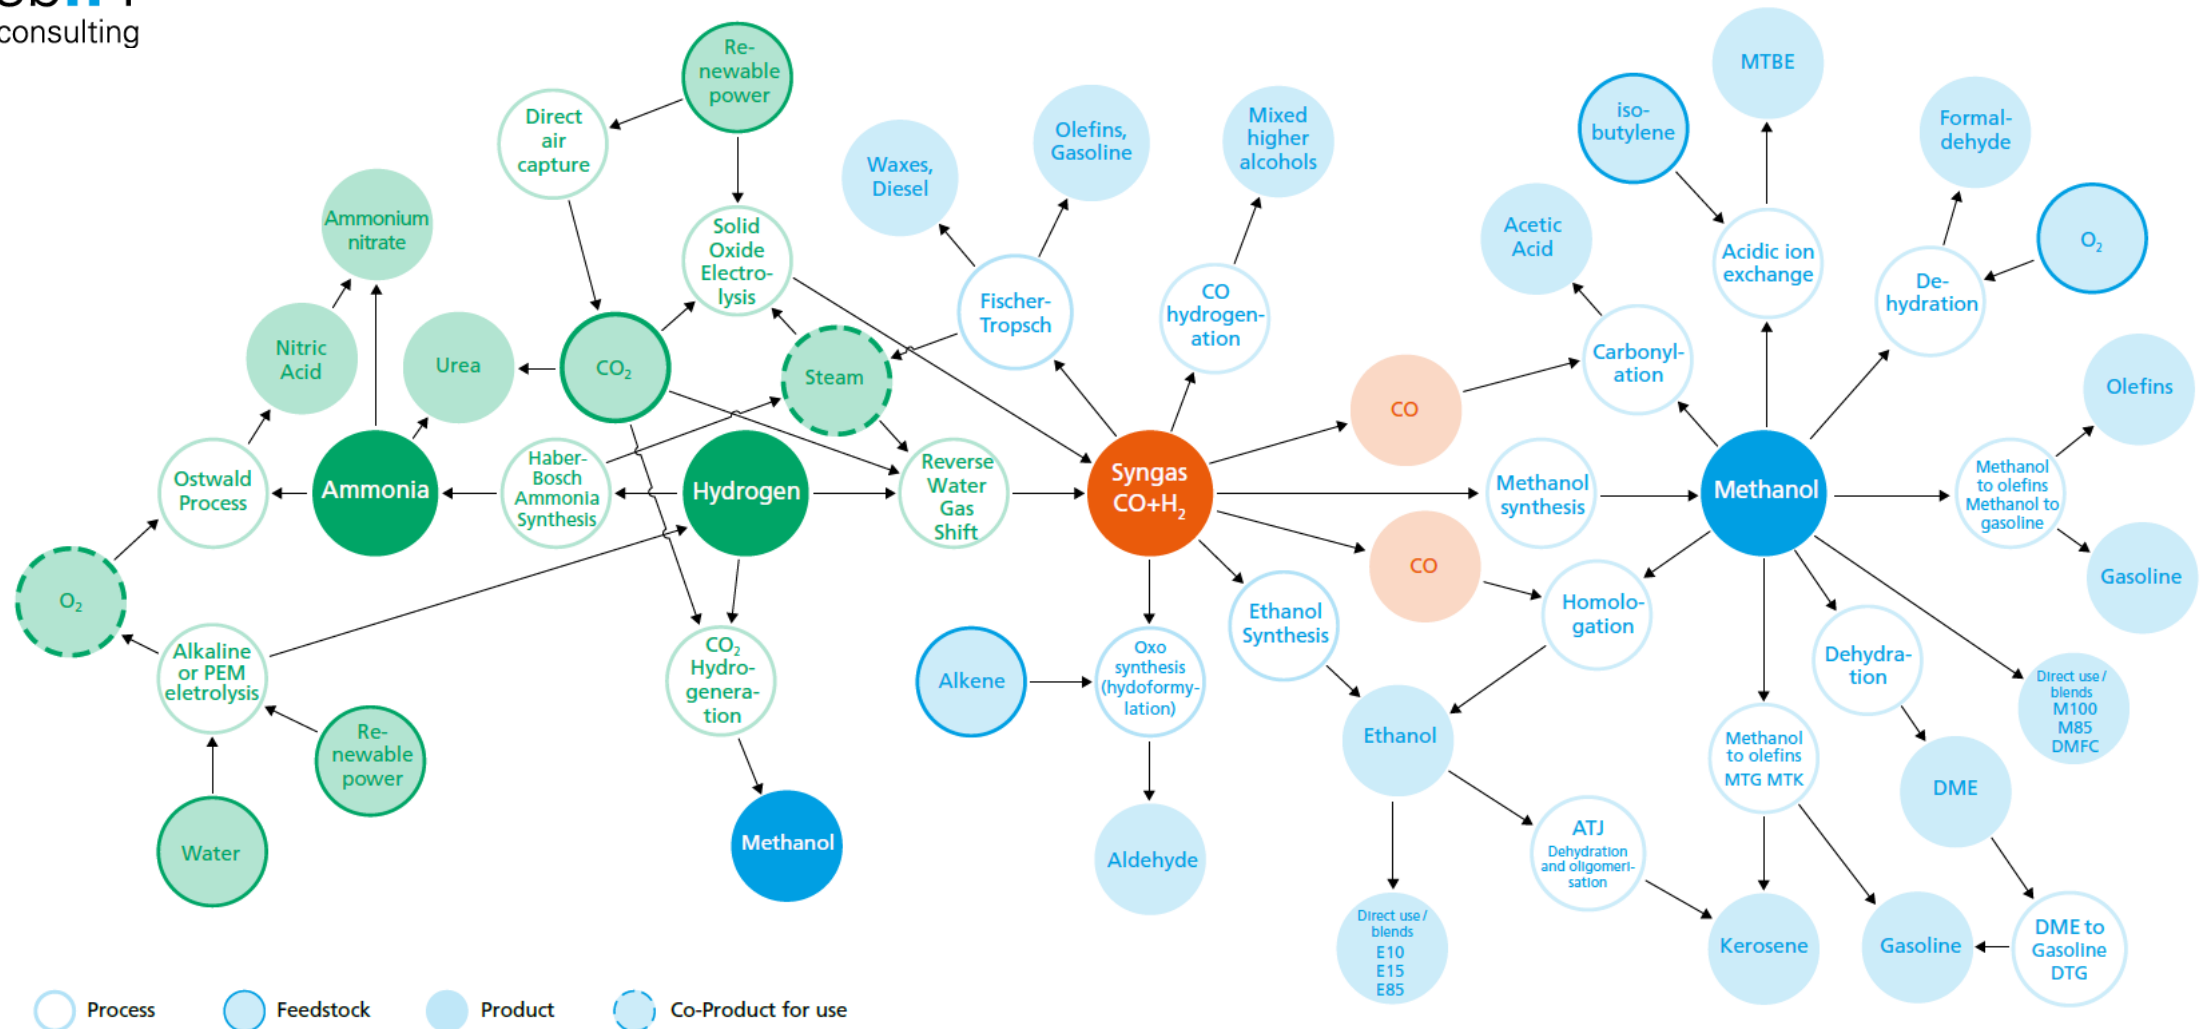 consulting
Re-
newable
power
Direct
air
capture
Ammonium
nitrate
Nitric
Acid
Urea
CO₂
Solid
Oxide
Electro-
lysis
Steam
Waxes,
Diesel
Olefins,
Gasoline
Mixed
higher
alcohols
Fischer-
Tropsch
CO
hydrogen-
ation
MTBE
iso-
butylene
Formal-
dehyde
Acetic
Acid
Acidic ion
exchange
O₂
De-
hydration
Carbonyl-
ation
CO
Olefins
Ostwald
Process
Ammonia
Haber-
Bosch
Ammonia
Synthesis
Hydrogen
Reverse
Water
Gas
Shift
Syngas
CO+H₂
Methanol
synthesis
Methanol
Methanol
to olefins
Methanol to
gasoline
Gasoline
CO
Homolo-
gation
O₂
Alkaline
or PEM
eletrolysis
Re-
newable
power
Water
CO₂
Hydro-
genera-
tion
Methanol
Alkene
Oxo
synthesis
(hydoformy-
lation)
Ethanol
Synthesis
Aldehyde
Ethanol
Dehydra-
tion
Direct use /
blends
M100
M85
DMFC
Methanol
to olefins
MTG MTK
DME
ATJ
Dehydration
and oligomeri-
sation
Direct use /
blends
E10
E15
E85
Kerosene
Gasoline
DME to
Gasoline
DTG
Process
Feedstock
Product
Co-Product for use